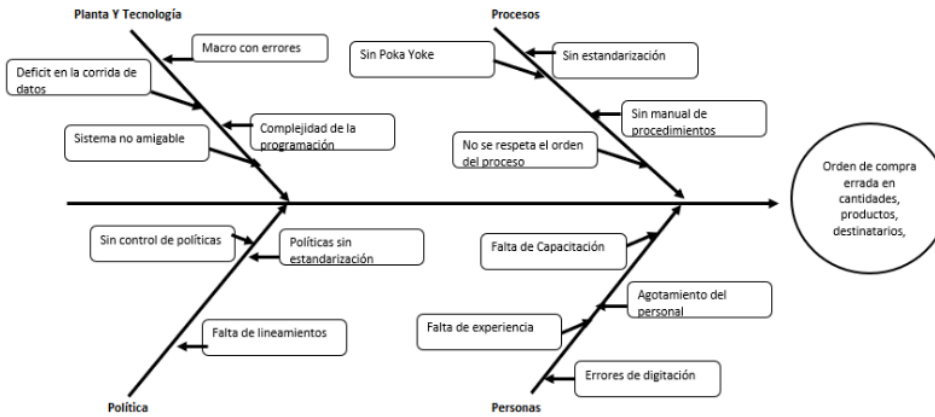 Planta Y Tecnología
Procesos
Macro con errores
Sin Poka Yoke
Sin estandarización
Deficit en la corrida de
datos
Complejidad de la
programación
Sin manual de
procedimientos
Sistema no amigable
No se respeta el orden
del proceso
Orden de compra
errada en
cantidades,
productos,
destinatarios,
Sin control de políticas
Políticas sin
estandarización
Falta de Capacitación
Agotamiento del
personal
Falta de lineamientos
Falta de experiencia
Errores de digitación
Política
Personas